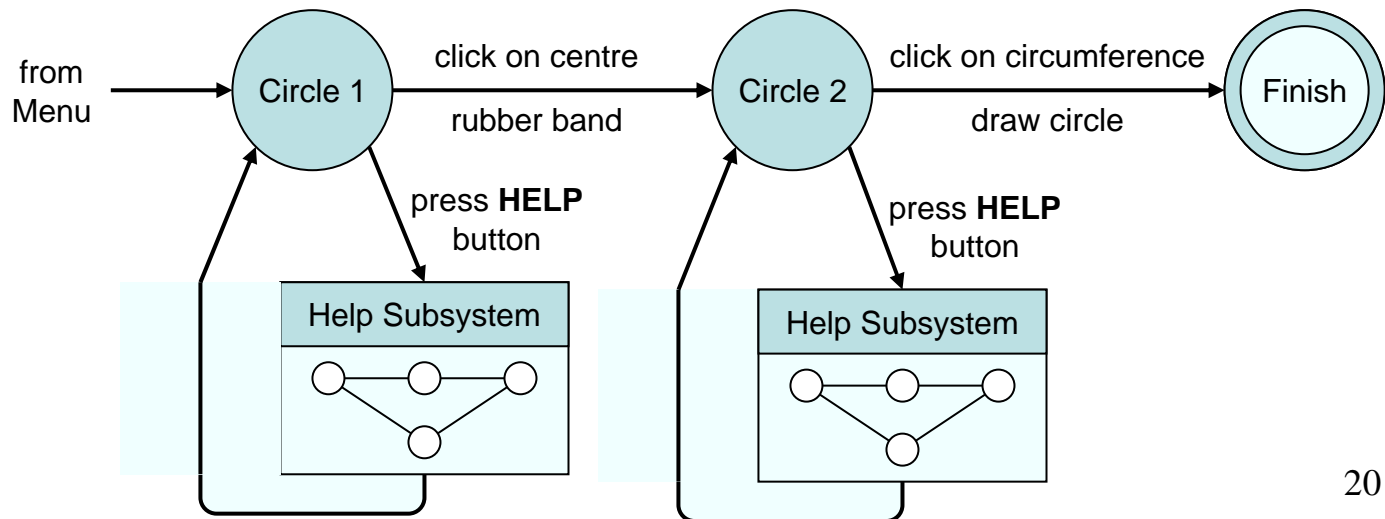 from
Menu
Circle 1
click on centre
rubber band
Circle 2
click on circumference
draw circle
Finish
press HELP
button
press HELP
button
Help Subsystem
Help Subsystem
20